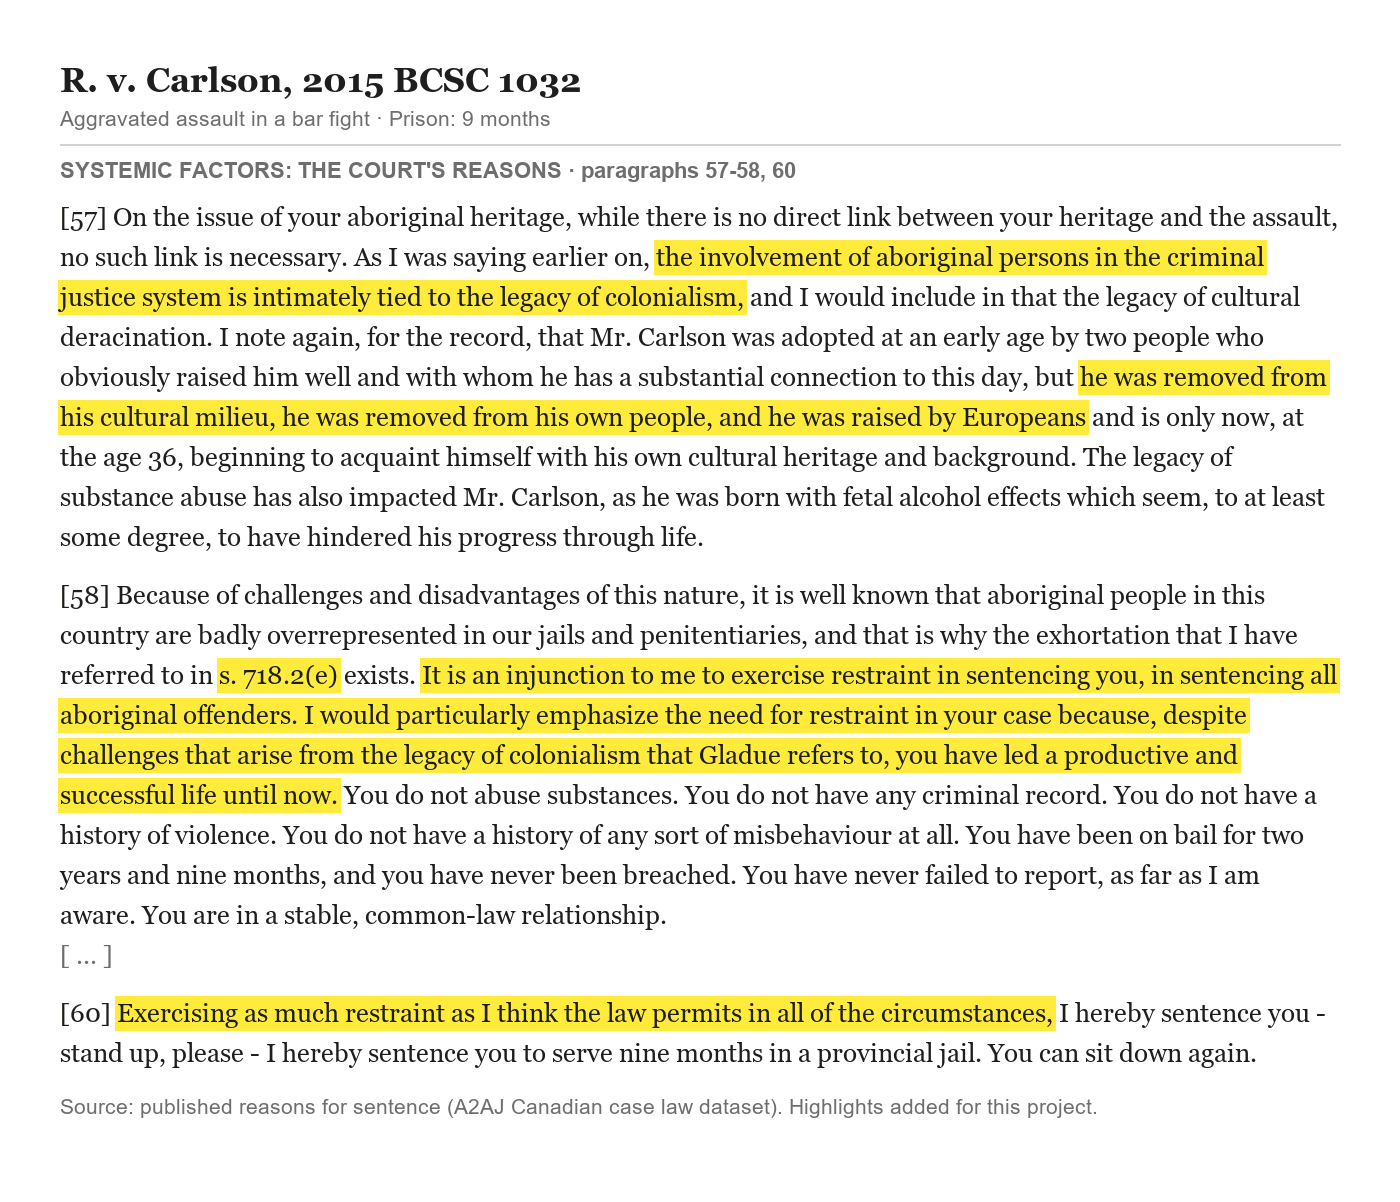 R. v. Carlson, 2015 BCSC 1032
Aggravated assault in a bar fight · Prison: 9 months
SYSTEMIC FACTORS: THE COURT'S REASONS · paragraphs 57-58, 60
[57] On the issue of your aboriginal heritage, while there is no direct link between your heritage and the assault,
no such link is necessary. As I was saying earlier on, the involvement of aboriginal persons in the criminal
justice system is intimately tied to the legacy of colonialism, and I would include in that the legacy of cultural
deracination. I note again, for the record, that Mr. Carlson was adopted at an early age by two people who
obviously raised him well and with whom he has a substantial connection to this day, but he was removed from
his cultural milieu, he was removed from his own people, and he was raised by Europeans and is only now, at
the age 36, beginning to acquaint himself with his own cultural heritage and background. The legacy of
substance abuse has also impacted Mr. Carlson, as he was born with fetal alcohol effects which seem, to at least
some degree, to have hindered his progress through life.
[58] Because of challenges and disadvantages of this nature, it is well known that aboriginal people in this
country are badly overrepresented in our jails and penitentiaries, and that is why the exhortation that I have
referred to in s. 718.2(e) exists. It is an injunction to me to exercise restraint in sentencing you, in sentencing all
aboriginal offenders. I would particularly emphasize the need for restraint in your case because, despite
challenges that arise from the legacy of colonialism that Gladue refers to, you have led a productive and
successful life until now. You do not abuse substances. You do not have any criminal record. You do not have a
history of violence. You do not have a history of any sort of misbehaviour at all. You have been on bail for two
years and nine months, and you have never been breached. You have never failed to report, as far as I am
aware. You are in a stable, common-law relationship.
[ ... ]
[60] Exercising as much restraint as I think the law permits in all of the circumstances, I hereby sentence you -
stand up, please - I hereby sentence you to serve nine months in a provincial jail. You can sit down again.
Source: published reasons for sentence (A2AJ Canadian case law dataset). Highlights added for this project.